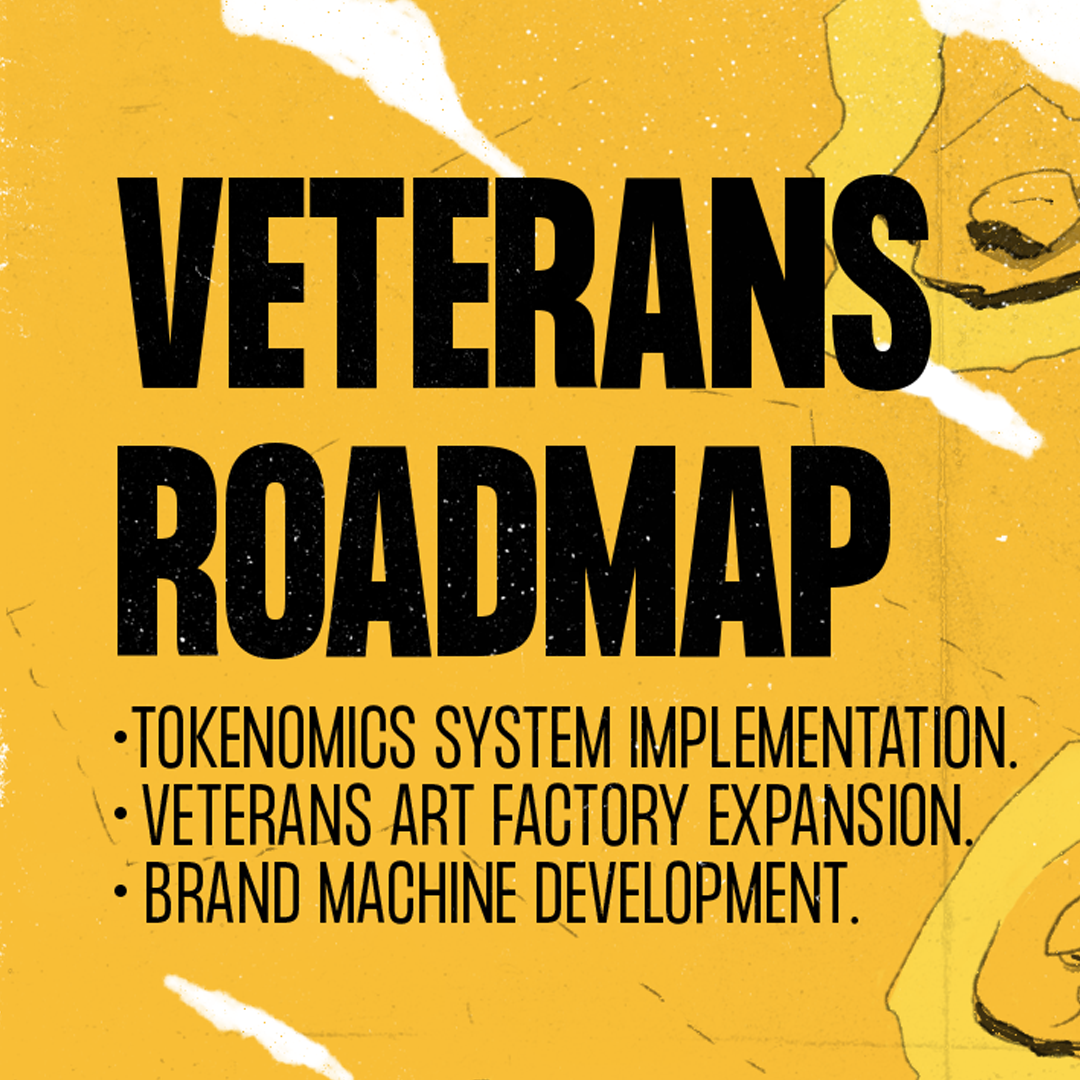 VETERANS
ROADMAP
•TOKENOMICS SYSTEM IMPLEMENTATION.
• VETERANS ART FACTORY EXPANSION.
• BRAND MACHINE DEVELOPMENT.